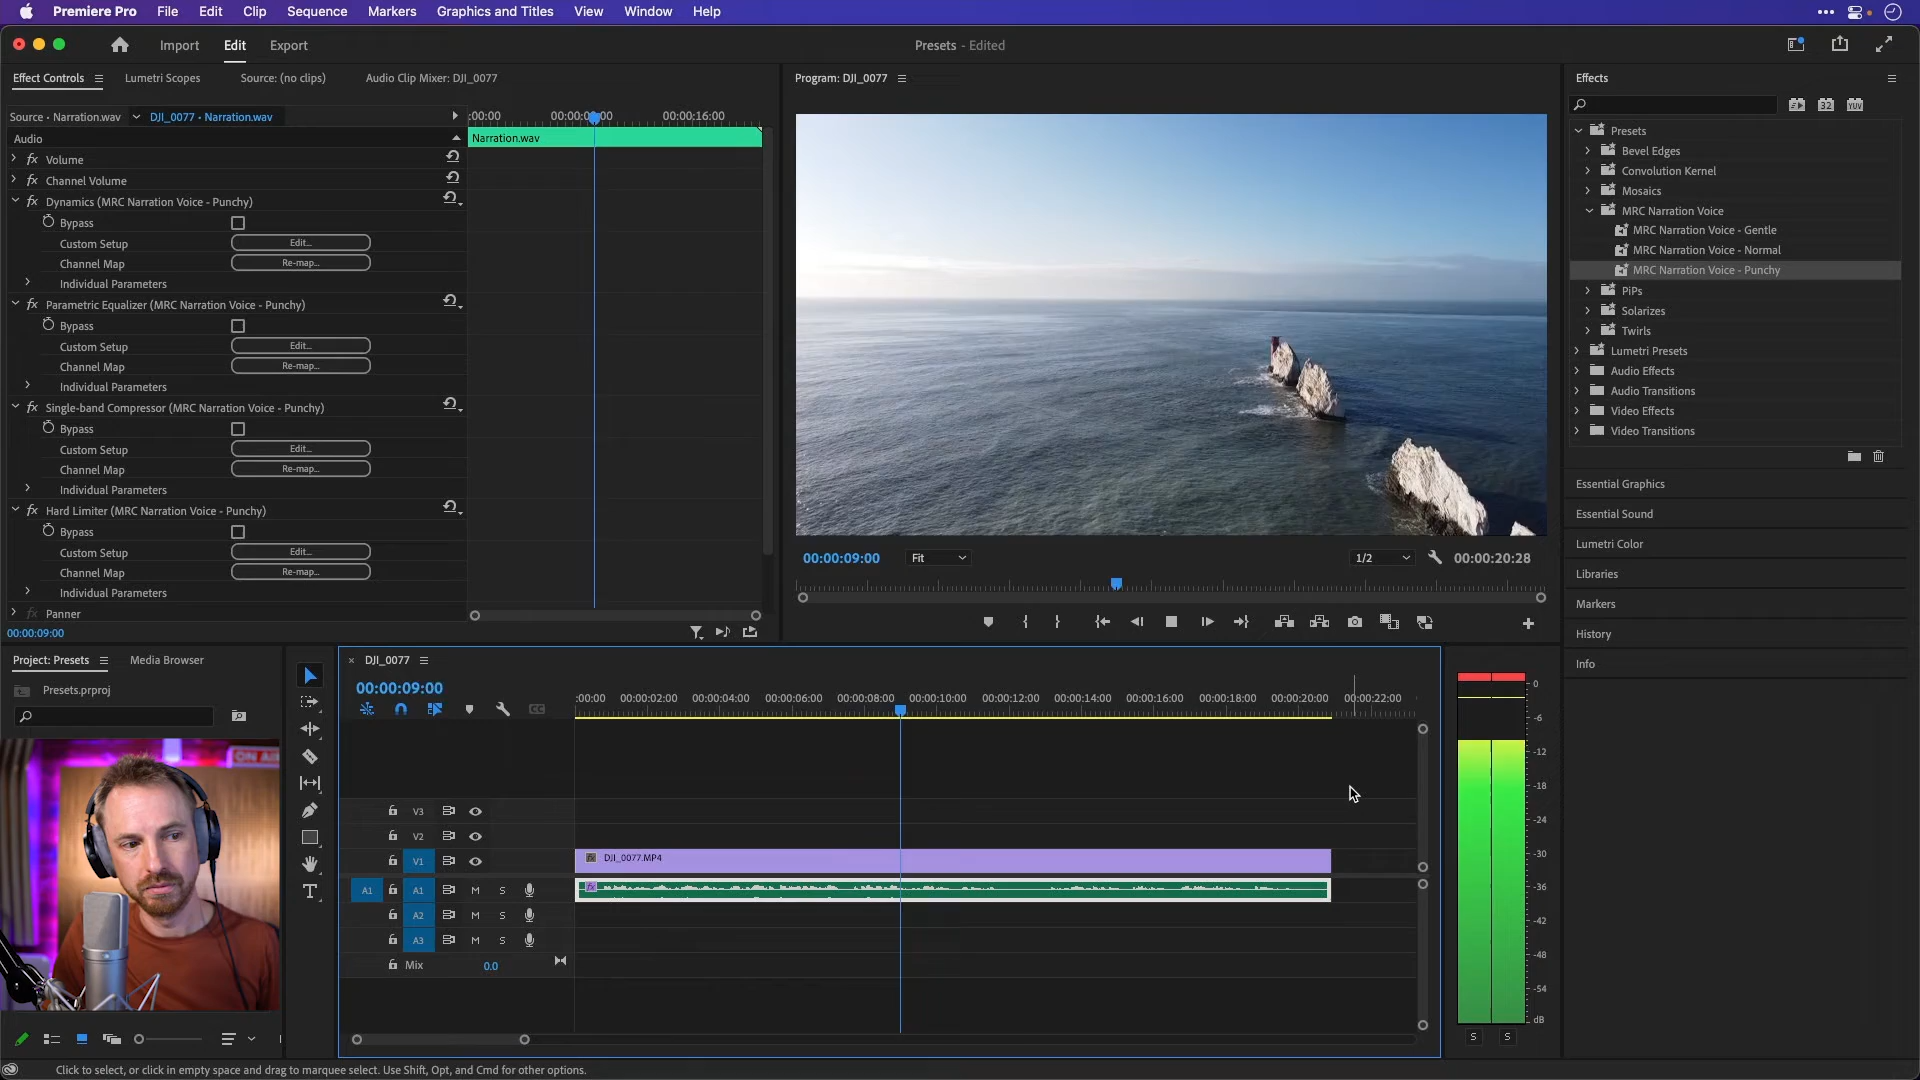 Premiere Pro File Edit Clip Sequence Markers Graphics and Titles View Window Help
Import Edit Export
Presets - Edited
Effect Controls Lumetri Scopes Source: (no clips) Audio Clip Mixer: DJI_0077
Source • Narration.wav DJI_0077 • Narration.wav
:00:00 00:00:16:00
Audio
Narration.wav
fx Volume
fx Channel Volume
fx Dynamics (MRC Narration Voice - Punchy)
Bypass
Custom Setup Edit...
Channel Map Re-map...
Individual Parameters
fx Parametric Equalizer (MRC Narration Voice - Punchy)
Bypass
Custom Setup Edit...
Channel Map Re-map...
Individual Parameters
fx Single-band Compressor (MRC Narration Voice - Punchy)
Bypass
Custom Setup Edit...
Channel Map Re-map...
Individual Parameters
fx Hard Limiter (MRC Narration Voice - Punchy)
Bypass
Custom Setup Edit...
Channel Map Re-map...
Individual Parameters
fx Panner
00:00:09:00
Program: DJI_0077
00:00:09:00 Fit 1/2 00:00:20:28
Effects
32 YUV
Presets
Bevel Edges
Convolution Kernel
Mosaics
MRC Narration Voice
MRC Narration Voice - Gentle
MRC Narration Voice - Normal
MRC Narration Voice - Punchy
PiPs
Solarizes
Twirls
Lumetri Presets
Audio Effects
Audio Transitions
Video Effects
Video Transitions
Essential Graphics
Essential Sound
Lumetri Color
Libraries
Markers
History
Info
Project: Presets Media Browser
Presets.prproj
ON AIR
DJI_0077
00:00:09:00
:00:00 00:00:02:00 00:00:04:00 00:00:06:00 00:00:08:00 00:00:10:00 00:00:12:00 00:00:14:00 00:00:16:00 00:00:18:00 00:00:20:00 00:00:22:00
CC
V3
V2
V1 fx DJI_0077.MP4
A1 A1 M S fx
A2 M S
A3 M S
Mix 0.0
0
-6
-12
-18
-24
-30
-36
-42
-48
-54
dB
S S
Click to select, or click in empty space and drag to marquee select. Use Shift, Opt, and Cmd for other options.